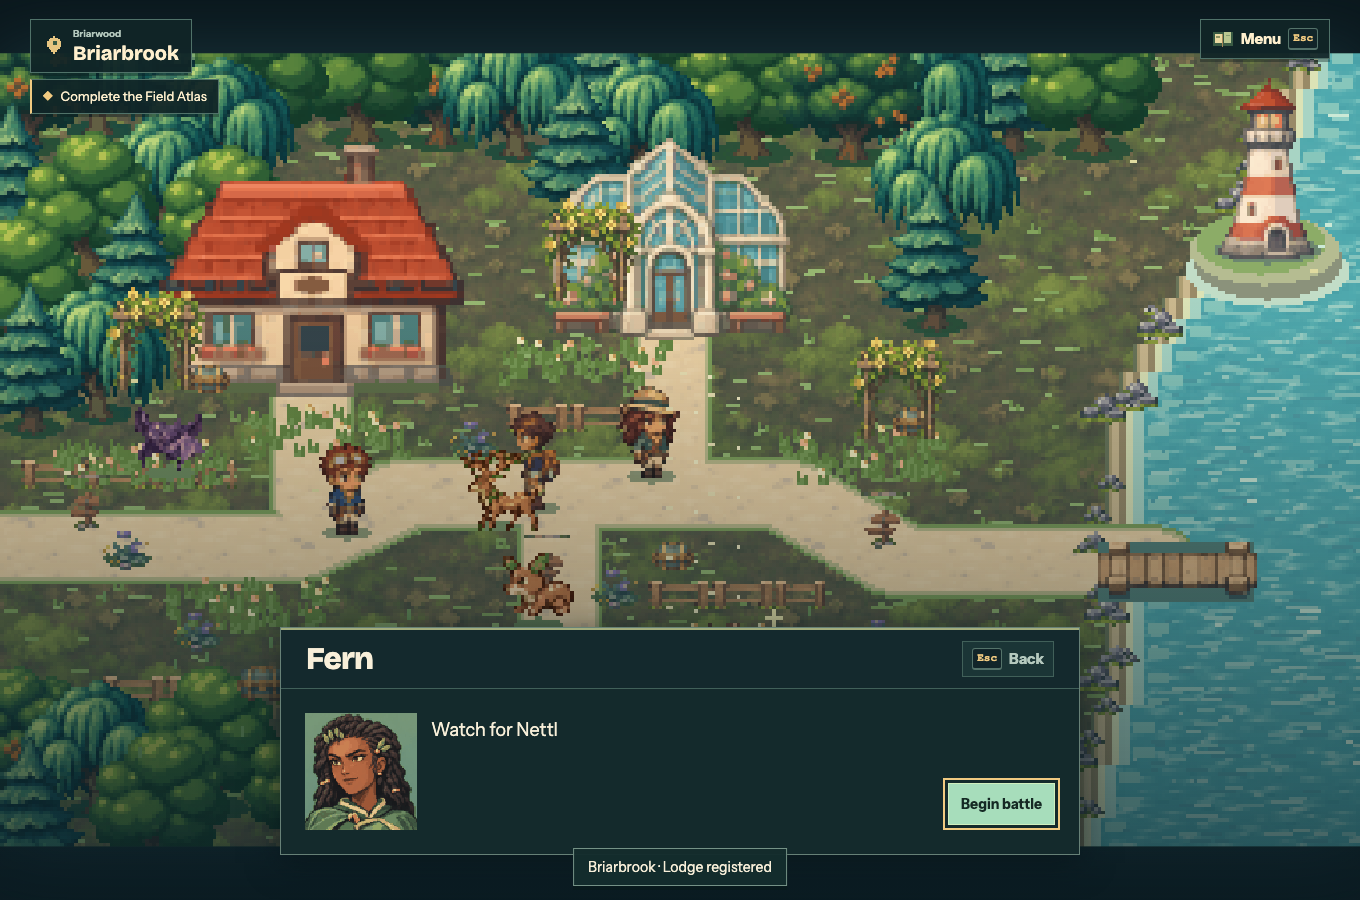 Briarwood
Briarbrook
Complete the Field Atlas
Menu Esc
Fern
Esc Back
Watch for Nettl
Begin battle
Briarbrook · Lodge registered